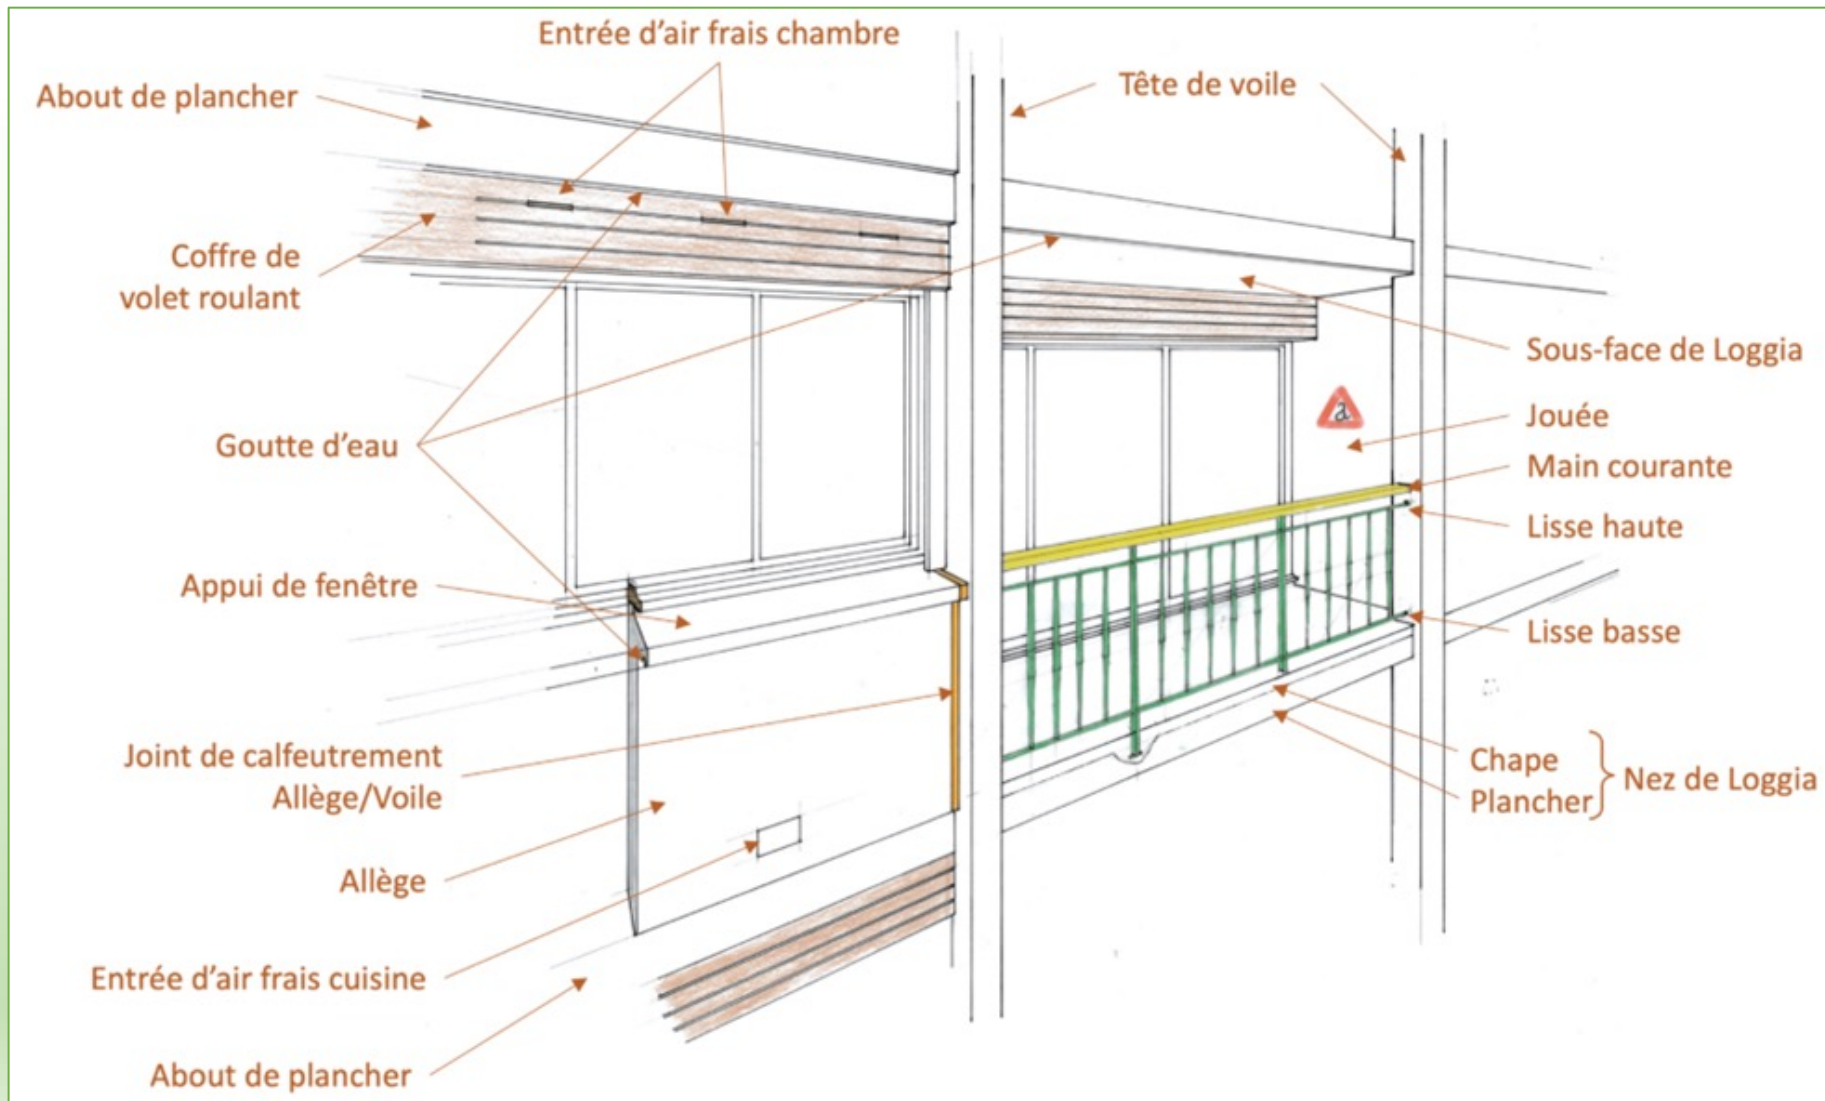 Entrée d'air frais chambre
About de plancher
Tête de voile
Coffre de
volet roulant
Sous-face de Loggia
a
Jouée
Goutte d'eau
Main courante
Lisse haute
Appui de fenêtre
Lisse basse
Joint de calfeutrement
Allège/Voile
Chape
Plancher
Nez de Loggia
Allège
Entrée d'air frais cuisine
About de plancher